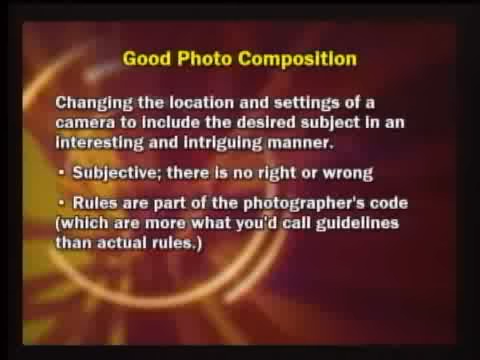 Good Photo Composition
Changing the location and settings of a
camera to include the desired subject in an
interesting and intriguing manner.
• Subjective; there is no right or wrong
• Rules are part of the photographer's code
(which are more what you'd call guidelines
than actual rules.)